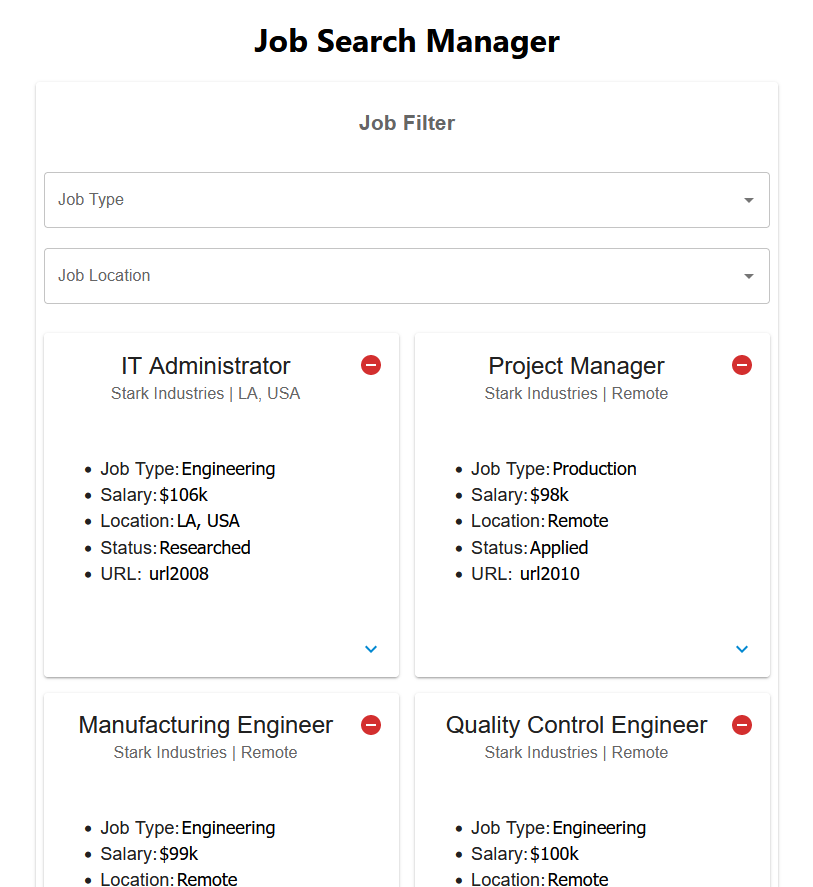 Job Search Manager
Job Filter
Job Type
Job Location
IT Administrator
Stark Industries | LA, USA
Job Type: Engineering
Salary: $106k
Location: LA, USA
Status: Researched
URL: url2008
Project Manager
Stark Industries | Remote
Job Type: Production
Salary: $98k
Location: Remote
Status: Applied
URL: url2010
Manufacturing Engineer
Stark Industries | Remote
Job Type: Engineering
Salary: $99k
Location: Remote
Quality Control Engineer
Stark Industries | Remote
Job Type: Engineering
Salary: $100k
Location: Remote